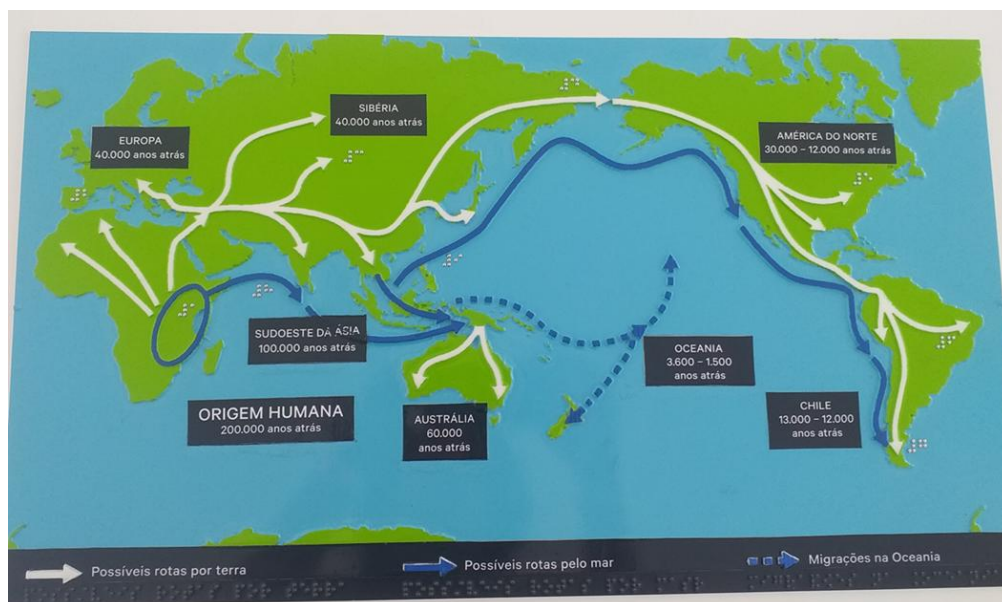 SIBÉRIA
40.000 anos atrás
EUROPA
40.000 anos atrás
AMÉRICA DO NORTE
30.000 – 12.000 anos atrás
SUDOESTE DA ÁSIA
100.000 anos atrás
OCEANIA
3.600 – 1.500
anos atrás
ORIGEM HUMANA
200.000 anos atrás
AUSTRÁLIA
60.000
anos atrás
CHILE
13.000 – 12.000
anos atrás
Possíveis rotas por terra
Possíveis rotas pelo mar
Migrações na Oceania